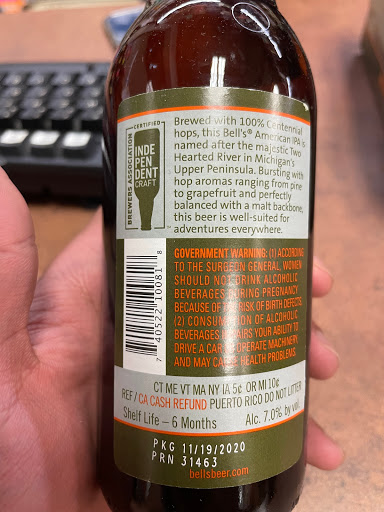 CERTIFIED
BREWERS ASSOCIATION
INDE
PEN
DENT
CRAFT
™
Brewed with 100% Centennial
hops, this Bell's® American IPA is
named after the majestic Two
Hearted River in Michigan's
Upper Peninsula. Bursting with
hop aromas ranging from pine
to grapefruit and perfectly
balanced with a malt backbone,
this beer is well-suited for
adventures everywhere.
GOVERNMENT WARNING: (1) ACCORDING
TO THE SURGEON GENERAL, WOMEN
SHOULD NOT DRINK ALCOHOLIC
BEVERAGES DURING PREGNANCY
BECAUSE OF THE RISK OF BIRTH DEFECTS.
(2) CONSUMPTION OF ALCOHOLIC
BEVERAGES IMPAIRS YOUR ABILITY TO
DRIVE A CAR OR OPERATE MACHINERY,
AND MAY CAUSE HEALTH PROBLEMS.
7 40522 10081 8
CT ME VT MA NY IA 5¢ OR MI 10¢
REF / CA CASH REFUND PUERTO RICO DO NOT LITTER
Shelf Life – 6 Months Alc. 7.0% by vol.
PKG 11/19/2020
PRN 31463
bellsbeer.com